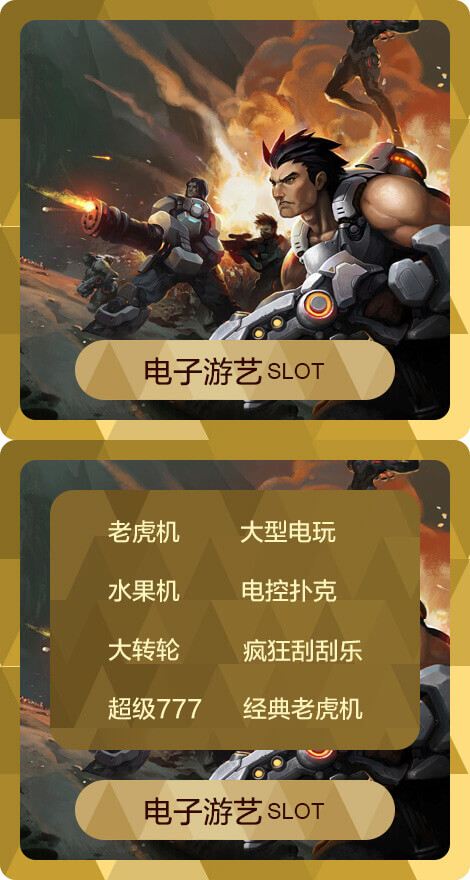 电子游艺 SLOT
老虎机 大型电玩
水果机 电控扑克
大转轮 疯狂刮刮乐
超级777 经典老虎机
电子游艺 SLOT